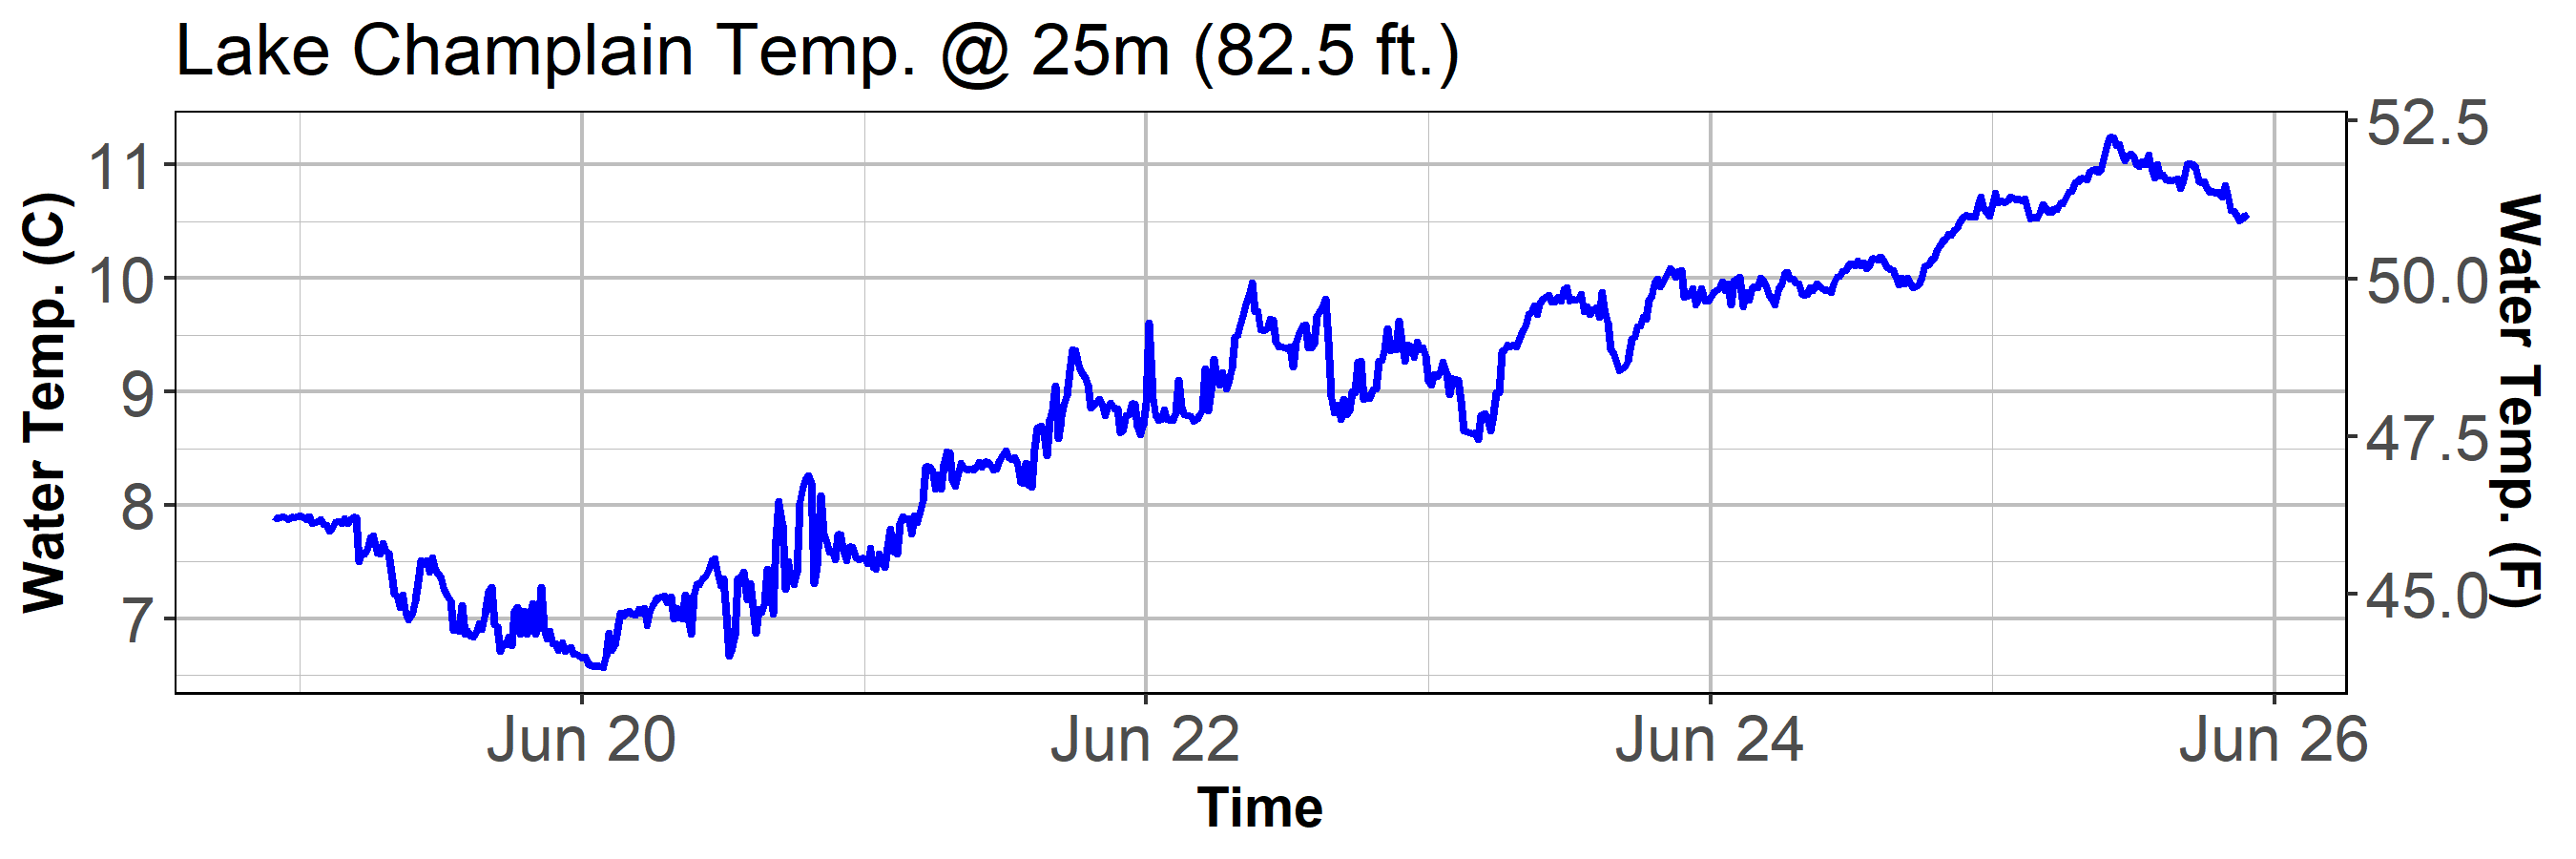 Lake Champlain Temp. @ 25m (82.5 ft.)
Water Temp. (C)
11
10
9
8
7
52.5
50.0
47.5
45.0
Water Temp. (F)
Jun 20 Jun 22 Jun 24 Jun 26
Time